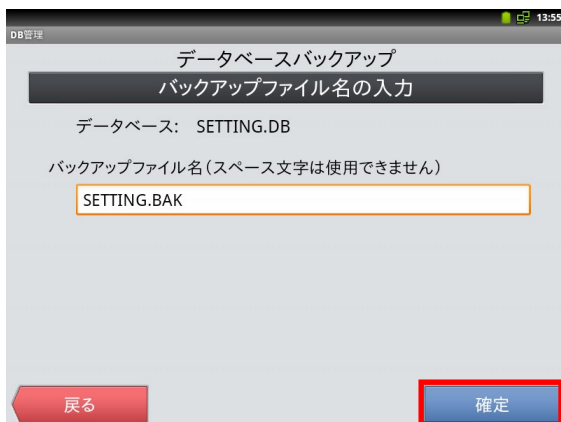 13:55
DB管理
データベースバックアップ
バックアップファイル名の入力
データベース: SETTING.DB
バックアップファイル名(スペース文字は使用できません)
SETTING.BAK
戻る
確定